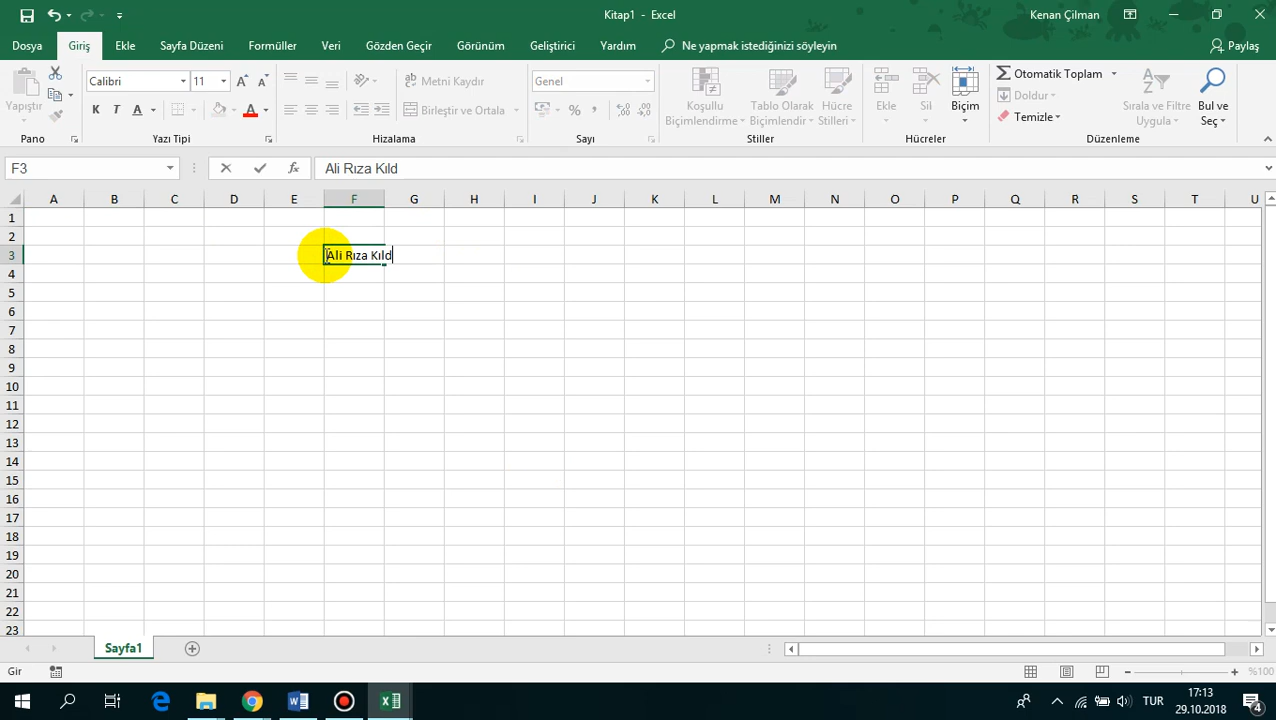 Kitap1 - Excel
Kenan Çilman
Dosya Giriş Ekle Sayfa Düzeni Formüller Veri Gözden Geçir Görünüm Geliştirici Yardım Ne yapmak istediğinizi söyleyin Paylaş
Yapıştır
Calibri 11
K T A
Metni Kaydır
Birleştir ve Ortala
Genel
%
Koşullu
Biçimlendirme
Tablo Olarak
Biçimlendir
Hücre
Stilleri
Ekle
Sil
Biçim
Otomatik Toplam
Doldur
Temizle
Sırala ve Filtre
Uygula
Bul ve
Seç
Pano Yazı Tipi Hizalama Sayı Stiller Hücreler Düzenleme
F3 fx Ali Rıza Kıld
A B C D E F G H I J K L M N O P Q R S T U
1
2
3 Ali Rıza Kıld
4
5
6
7
8
9
10
11
12
13
14
15
16
17
18
19
20
21
22
23
Sayfa1
Gir %100
TUR
17:13
29.10.2018
4